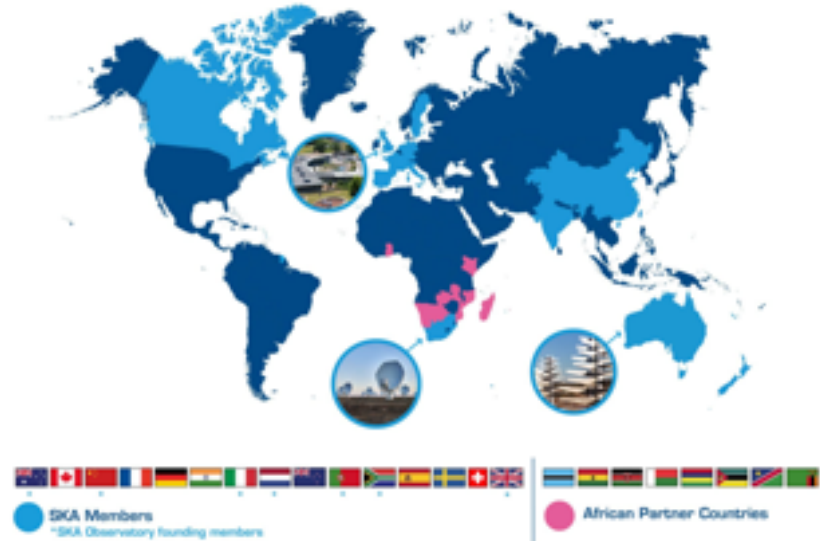 SKA Members
*SKA Observatory founding members
African Partner Countries